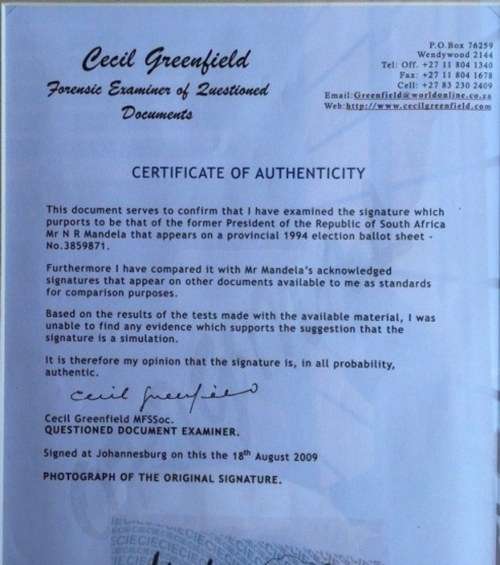 Cecil Greenfield
Forensic Examiner of Questioned
Documents
P.O.Box 76259
Wendywood 2144
Tel: Off. +27 11 804 1340
Fax: +27 11 804 1678
Cell: +27 83 230 2409
Email:Greenfield@worldonline.co.za
Web:http://www.cecilgreenfield.com
CERTIFICATE OF AUTHENTICITY
This document serves to confirm that I have examined the signature which
purports to be that of the former President of the Republic of South Africa
Mr N R Mandela that appears on a provincial 1994 election ballot sheet -
No.3859871.
Furthermore I have compared it with Mr Mandela's acknowledged
signatures that appear on other documents available to me as standards
for comparison purposes.
Based on the results of the tests made with the available material, I was
unable to find any evidence which supports the suggestion that the
signature is a simulation.
It is therefore my opinion that the signature is, in all probability,
authentic.
Cecil Greenfield
Cecil Greenfield MFSSoc.
QUESTIONED DOCUMENT EXAMINER.
Signed at Johannesburg on this the 18th August 2009
PHOTOGRAPH OF THE ORIGINAL SIGNATURE.